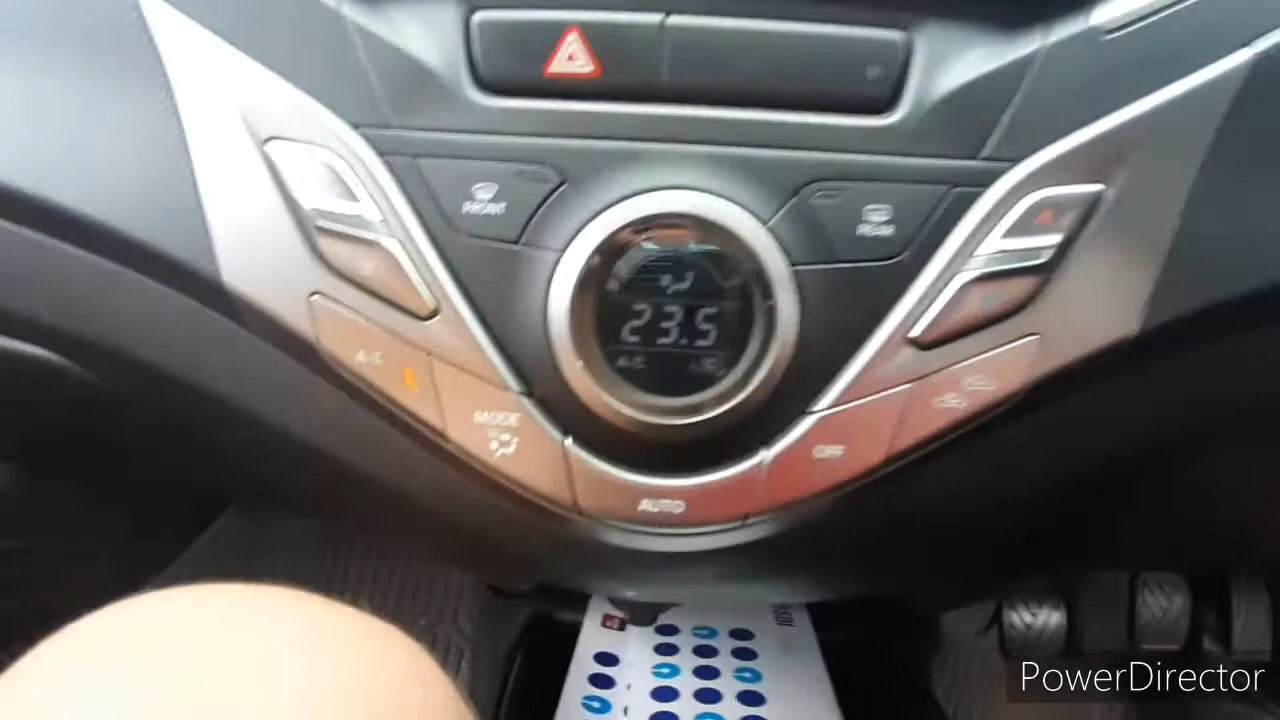 FRONT
REAR
23.5
A/C
A/C
MODE
OFF
AUTO
PowerDirector